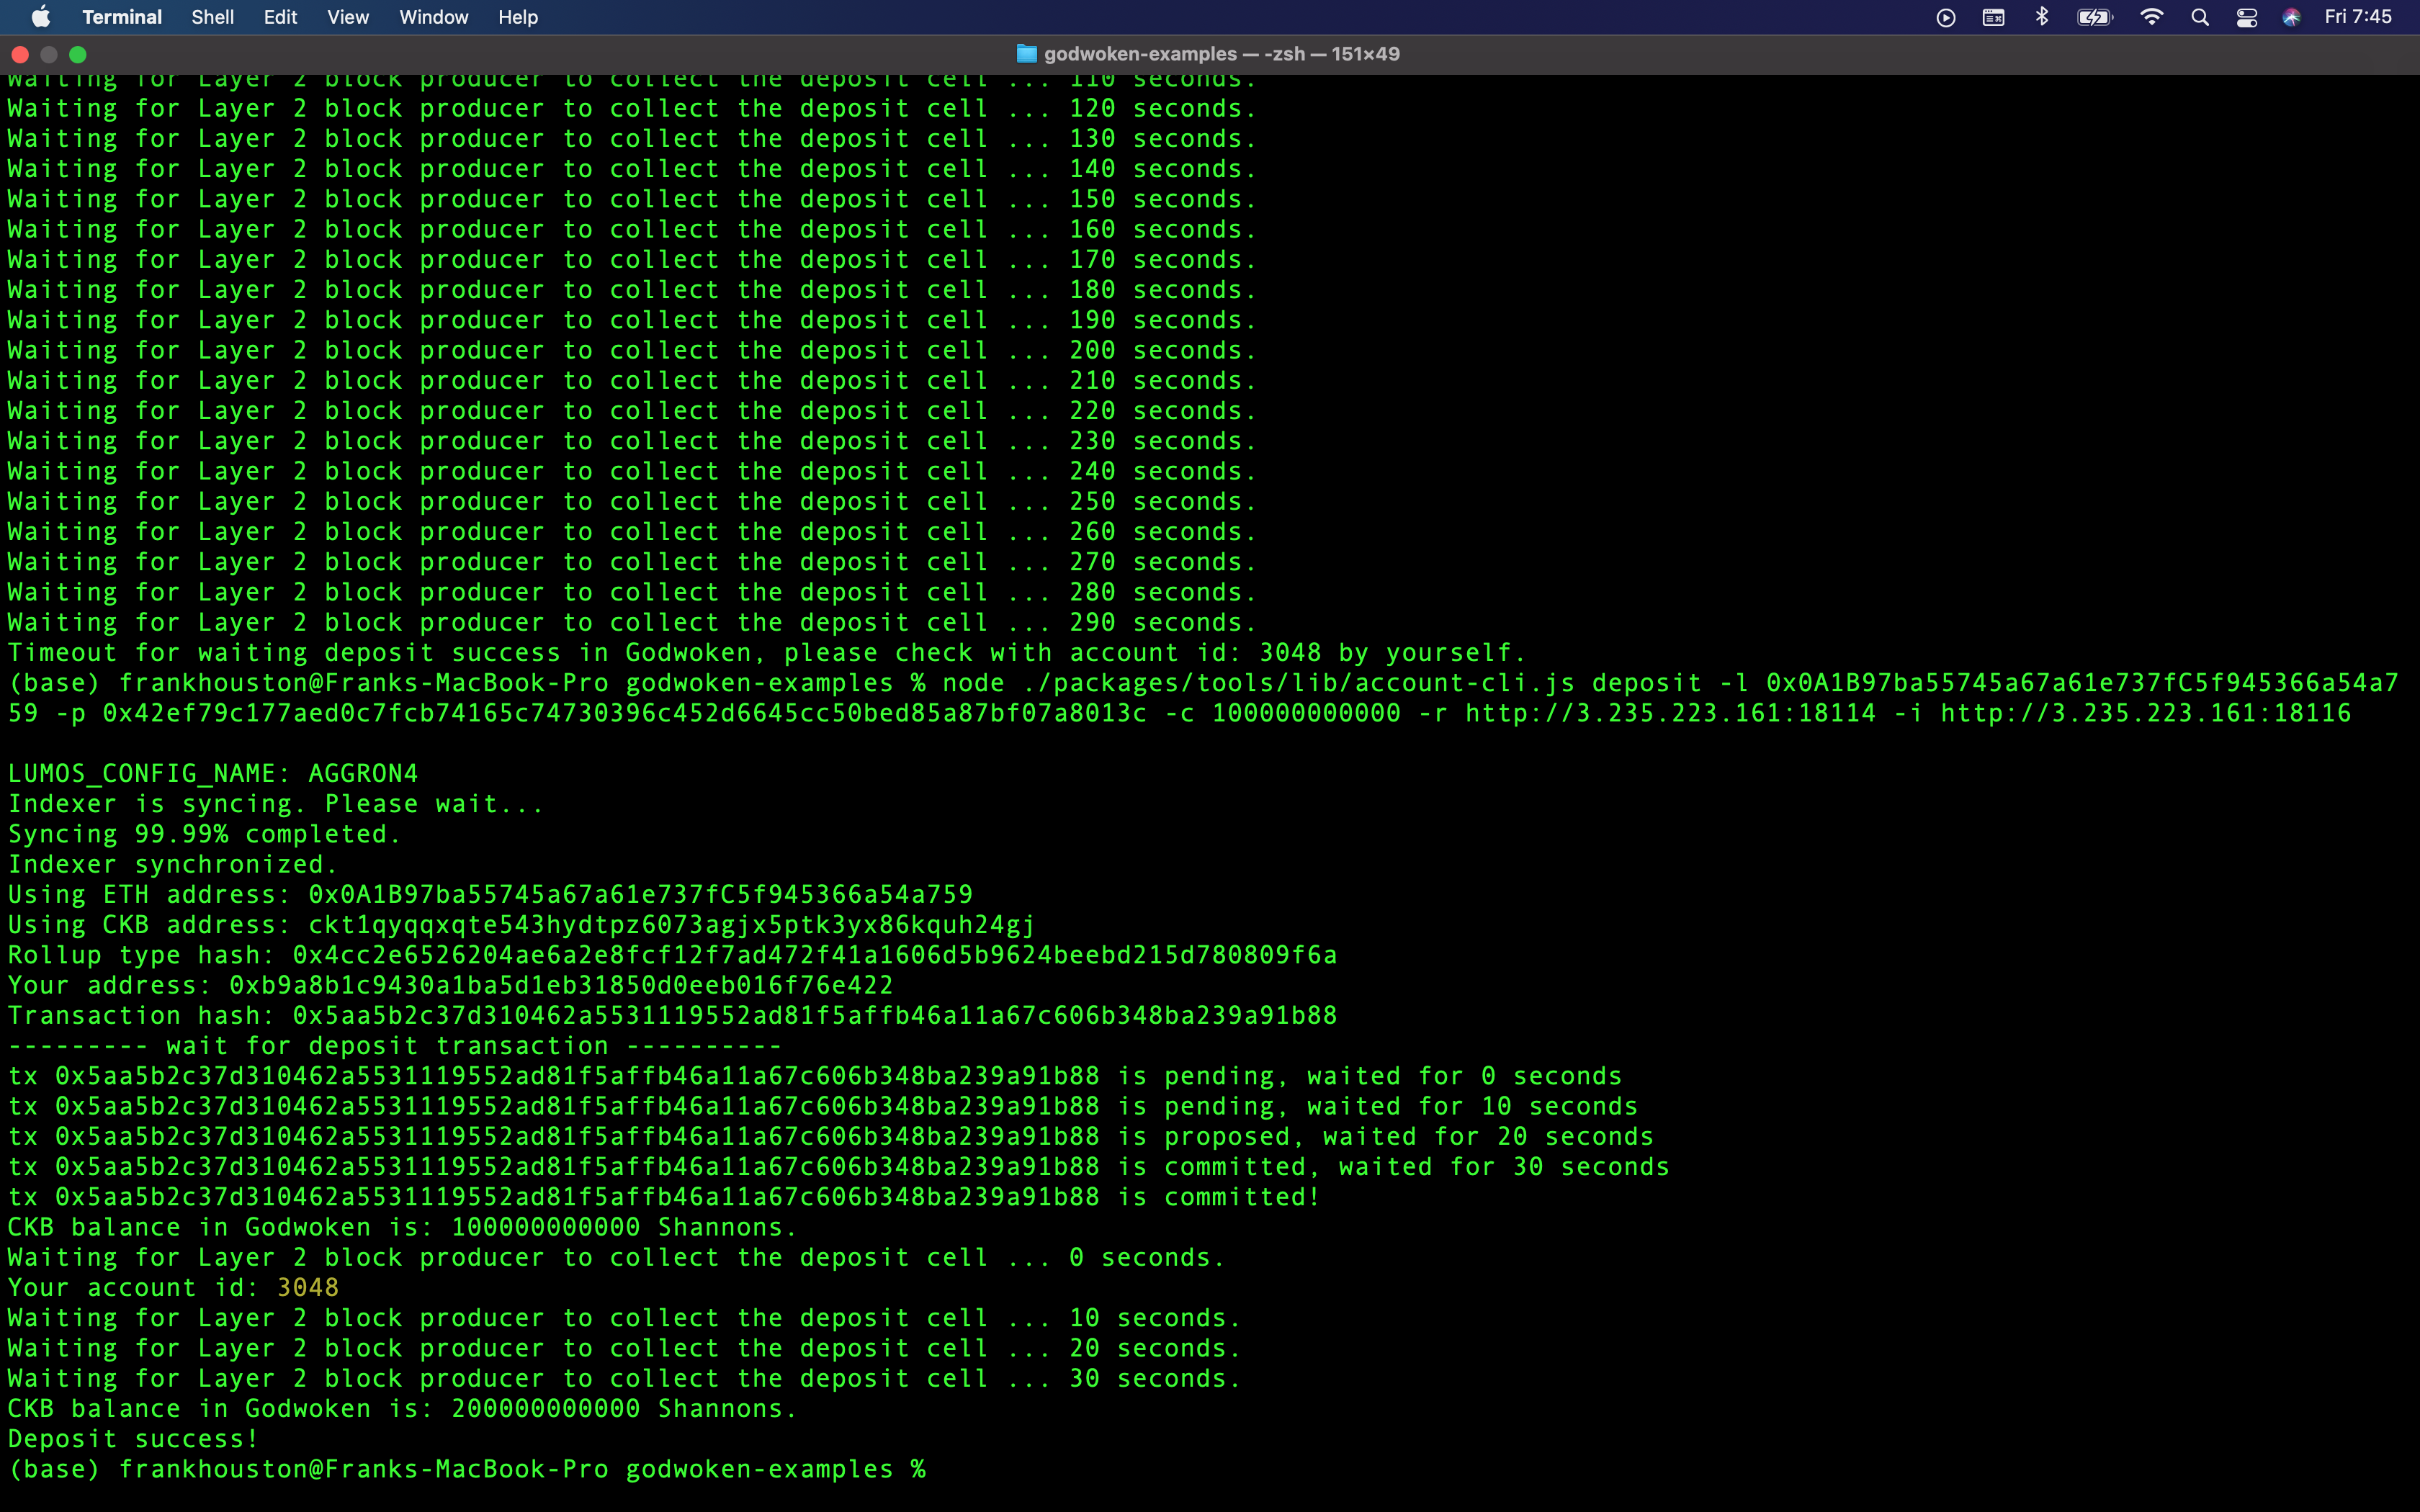 Terminal Shell Edit View Window Help Fri 7:45
godwoken-examples — -zsh — 151×49
Waiting for Layer 2 block producer to collect the deposit cell ... 110 seconds.
Waiting for Layer 2 block producer to collect the deposit cell ... 120 seconds.
Waiting for Layer 2 block producer to collect the deposit cell ... 130 seconds.
Waiting for Layer 2 block producer to collect the deposit cell ... 140 seconds.
Waiting for Layer 2 block producer to collect the deposit cell ... 150 seconds.
Waiting for Layer 2 block producer to collect the deposit cell ... 160 seconds.
Waiting for Layer 2 block producer to collect the deposit cell ... 170 seconds.
Waiting for Layer 2 block producer to collect the deposit cell ... 180 seconds.
Waiting for Layer 2 block producer to collect the deposit cell ... 190 seconds.
Waiting for Layer 2 block producer to collect the deposit cell ... 200 seconds.
Waiting for Layer 2 block producer to collect the deposit cell ... 210 seconds.
Waiting for Layer 2 block producer to collect the deposit cell ... 220 seconds.
Waiting for Layer 2 block producer to collect the deposit cell ... 230 seconds.
Waiting for Layer 2 block producer to collect the deposit cell ... 240 seconds.
Waiting for Layer 2 block producer to collect the deposit cell ... 250 seconds.
Waiting for Layer 2 block producer to collect the deposit cell ... 260 seconds.
Waiting for Layer 2 block producer to collect the deposit cell ... 270 seconds.
Waiting for Layer 2 block producer to collect the deposit cell ... 280 seconds.
Waiting for Layer 2 block producer to collect the deposit cell ... 290 seconds.
Timeout for waiting deposit success in Godwoken, please check with account id: 3048 by yourself.
(base) frankhouston@Franks-MacBook-Pro godwoken-examples % node ./packages/tools/lib/account-cli.js deposit -l 0x0A1B97ba55745a67a61e737fC5f945366a54a7
59 -p 0x42ef79c177aed0c7fcb74165c74730396c452d6645cc50bed85a87bf07a8013c -c 100000000000 -r http://3.235.223.161:18114 -i http://3.235.223.161:18116
LUMOS_CONFIG_NAME: AGGRON4
Indexer is syncing. Please wait...
Syncing 99.99% completed.
Indexer synchronized.
Using ETH address: 0x0A1B97ba55745a67a61e737fC5f945366a54a759
Using CKB address: ckt1qyqqxqte543hydtpz6073agjx5ptk3yx86kquh24gj
Rollup type hash: 0x4cc2e6526204ae6a2e8fcf12f7ad472f41a1606d5b9624beebd215d780809f6a
Your address: 0xb9a8b1c9430a1ba5d1eb31850d0eeb016f76e422
Transaction hash: 0x5aa5b2c37d310462a5531119552ad81f5affb46a11a67c606b348ba239a91b88
--------- wait for deposit transaction ----------
tx 0x5aa5b2c37d310462a5531119552ad81f5affb46a11a67c606b348ba239a91b88 is pending, waited for 0 seconds
tx 0x5aa5b2c37d310462a5531119552ad81f5affb46a11a67c606b348ba239a91b88 is pending, waited for 10 seconds
tx 0x5aa5b2c37d310462a5531119552ad81f5affb46a11a67c606b348ba239a91b88 is proposed, waited for 20 seconds
tx 0x5aa5b2c37d310462a5531119552ad81f5affb46a11a67c606b348ba239a91b88 is committed, waited for 30 seconds
tx 0x5aa5b2c37d310462a5531119552ad81f5affb46a11a67c606b348ba239a91b88 is committed!
CKB balance in Godwoken is: 100000000000 Shannons.
Waiting for Layer 2 block producer to collect the deposit cell ... 0 seconds.
Your account id: 3048
Waiting for Layer 2 block producer to collect the deposit cell ... 10 seconds.
Waiting for Layer 2 block producer to collect the deposit cell ... 20 seconds.
Waiting for Layer 2 block producer to collect the deposit cell ... 30 seconds.
CKB balance in Godwoken is: 200000000000 Shannons.
Deposit success!
(base) frankhouston@Franks-MacBook-Pro godwoken-examples %